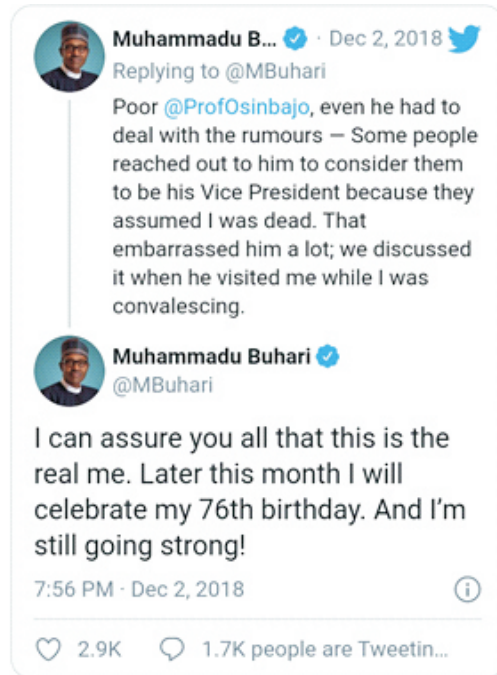 Muhammadu B... · Dec 2, 2018
Replying to @MBuhari
Poor @ProfOsinbajo, even he had to
deal with the rumours — Some people
reached out to him to consider them
to be his Vice President because they
assumed I was dead. That
embarrassed him a lot; we discussed
it when he visited me while I was
convalescing.
Muhammadu Buhari
@MBuhari
I can assure you all that this is the
real me. Later this month I will
celebrate my 76th birthday. And I’m
still going strong!
7:56 PM · Dec 2, 2018
2.9K 1.7K people are Tweetin...